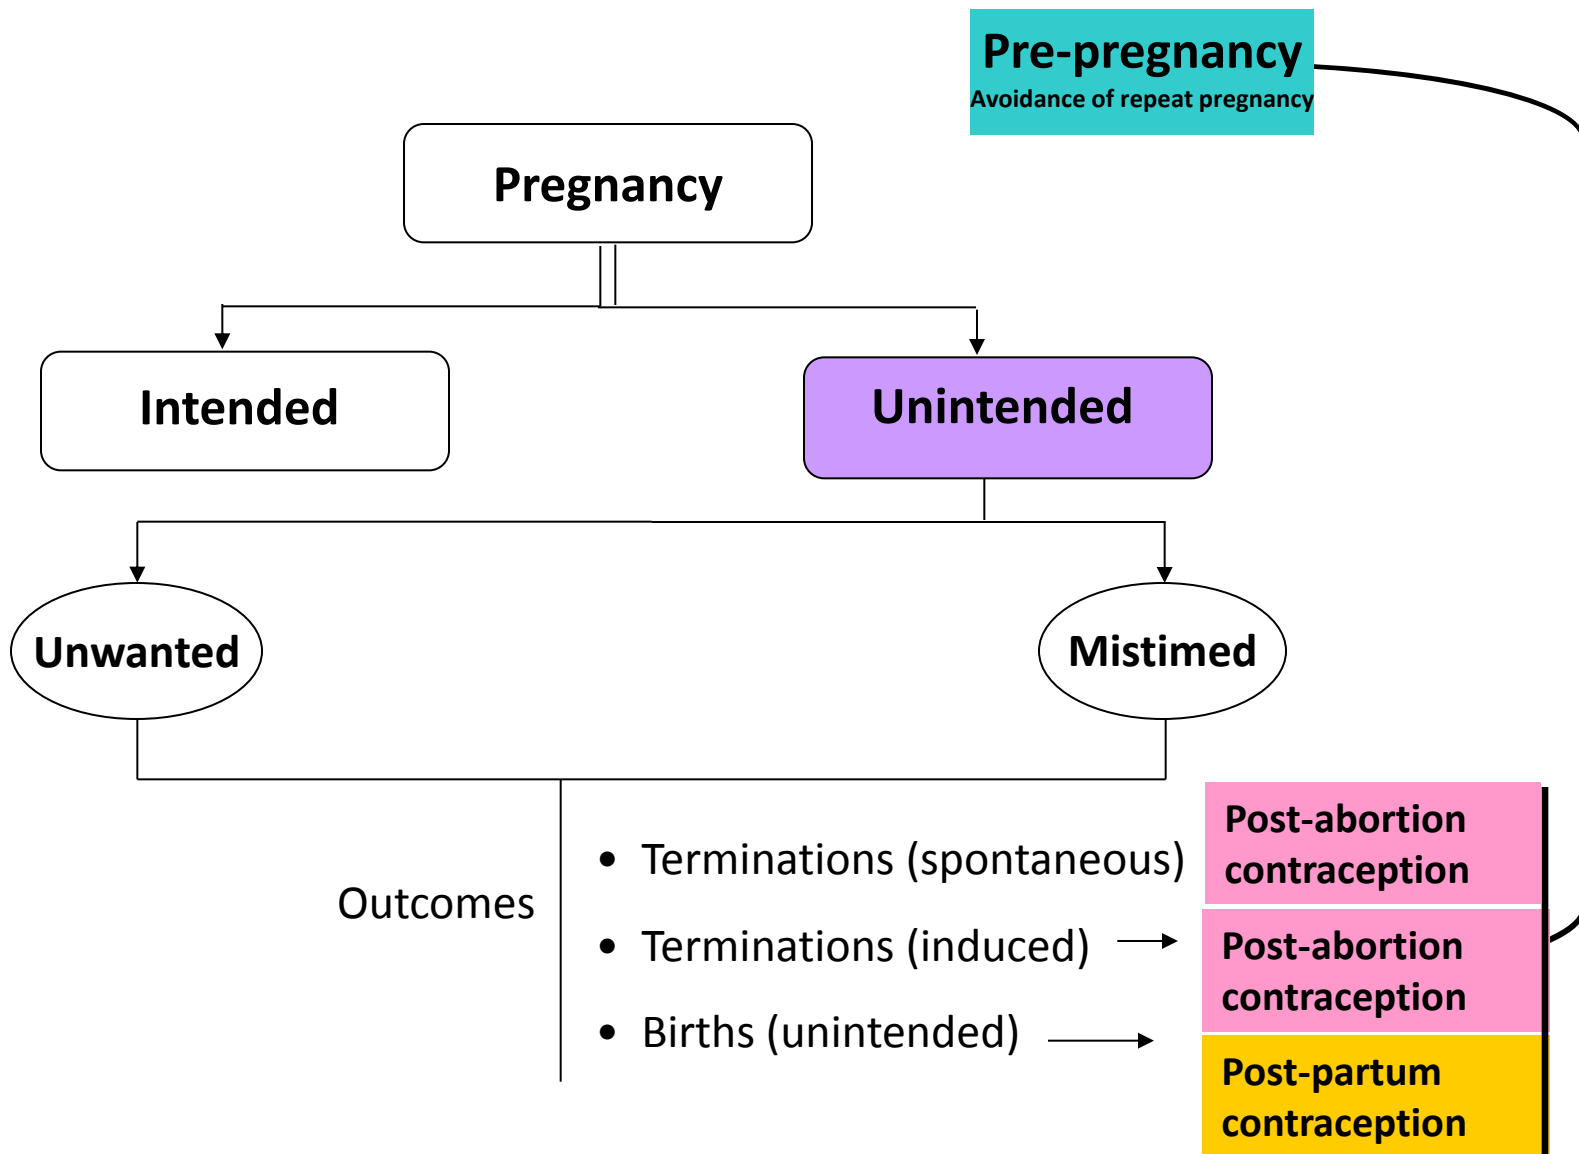 Pre-pregnancy
Avoidance of repeat pregnancy
Pregnancy
Intended
Unintended
Unwanted
Mistimed
Outcomes
• Terminations (spontaneous)
• Terminations (induced)
• Births (unintended)
Post-abortion
contraception
Post-abortion
contraception
Post-partum
contraception